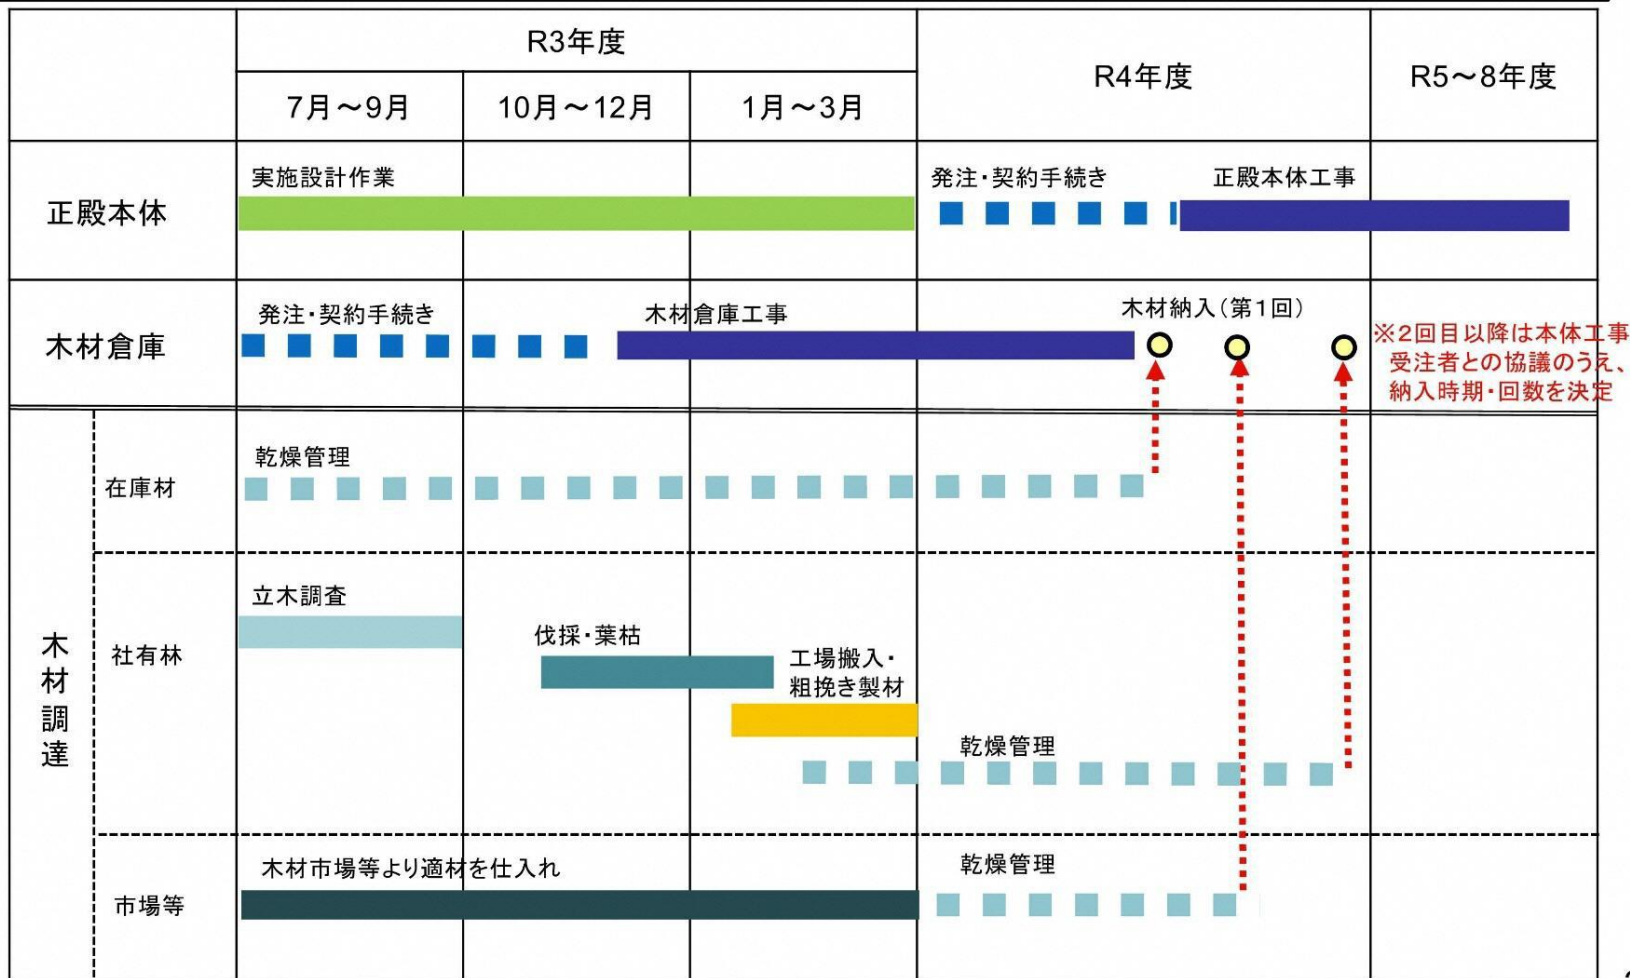 R3年度
R4年度
R5～8年度
7月～9月
10月～12月
1月～3月
正殿本体
実施設計作業
発注・契約手続き
正殿本体工事
木材倉庫
発注・契約手続き
木材倉庫工事
木材納入（第１回）
※２回目以降は本体工事
受注者との協議のうえ、
納入時期・回数を決定
木材調達
在庫材
乾燥管理
社有林
立木調査
伐採・葉枯
工場搬入・
粗挽き製材
乾燥管理
市場等
木材市場等より適材を仕入れ
乾燥管理